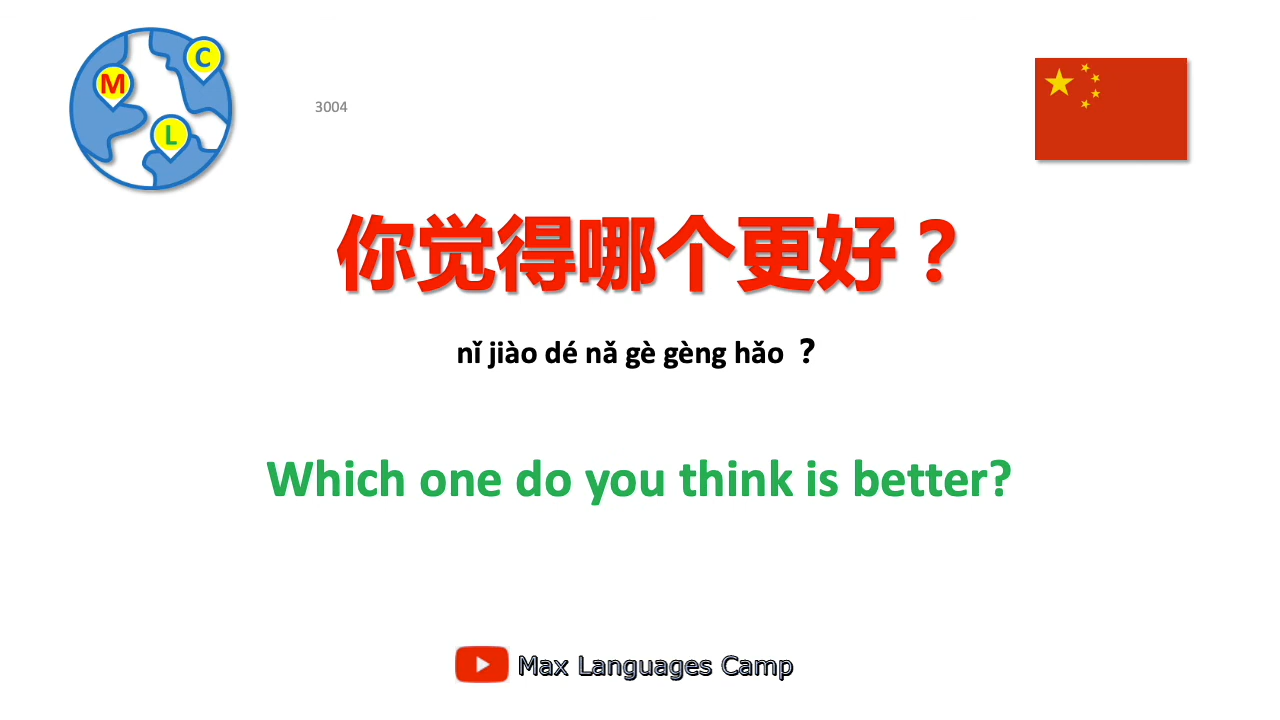 C
M
L
3004
你觉得哪个更好？
nǐ jiào dé nǎ gè gèng hǎo ？
Which one do you think is better?
Max Languages Camp